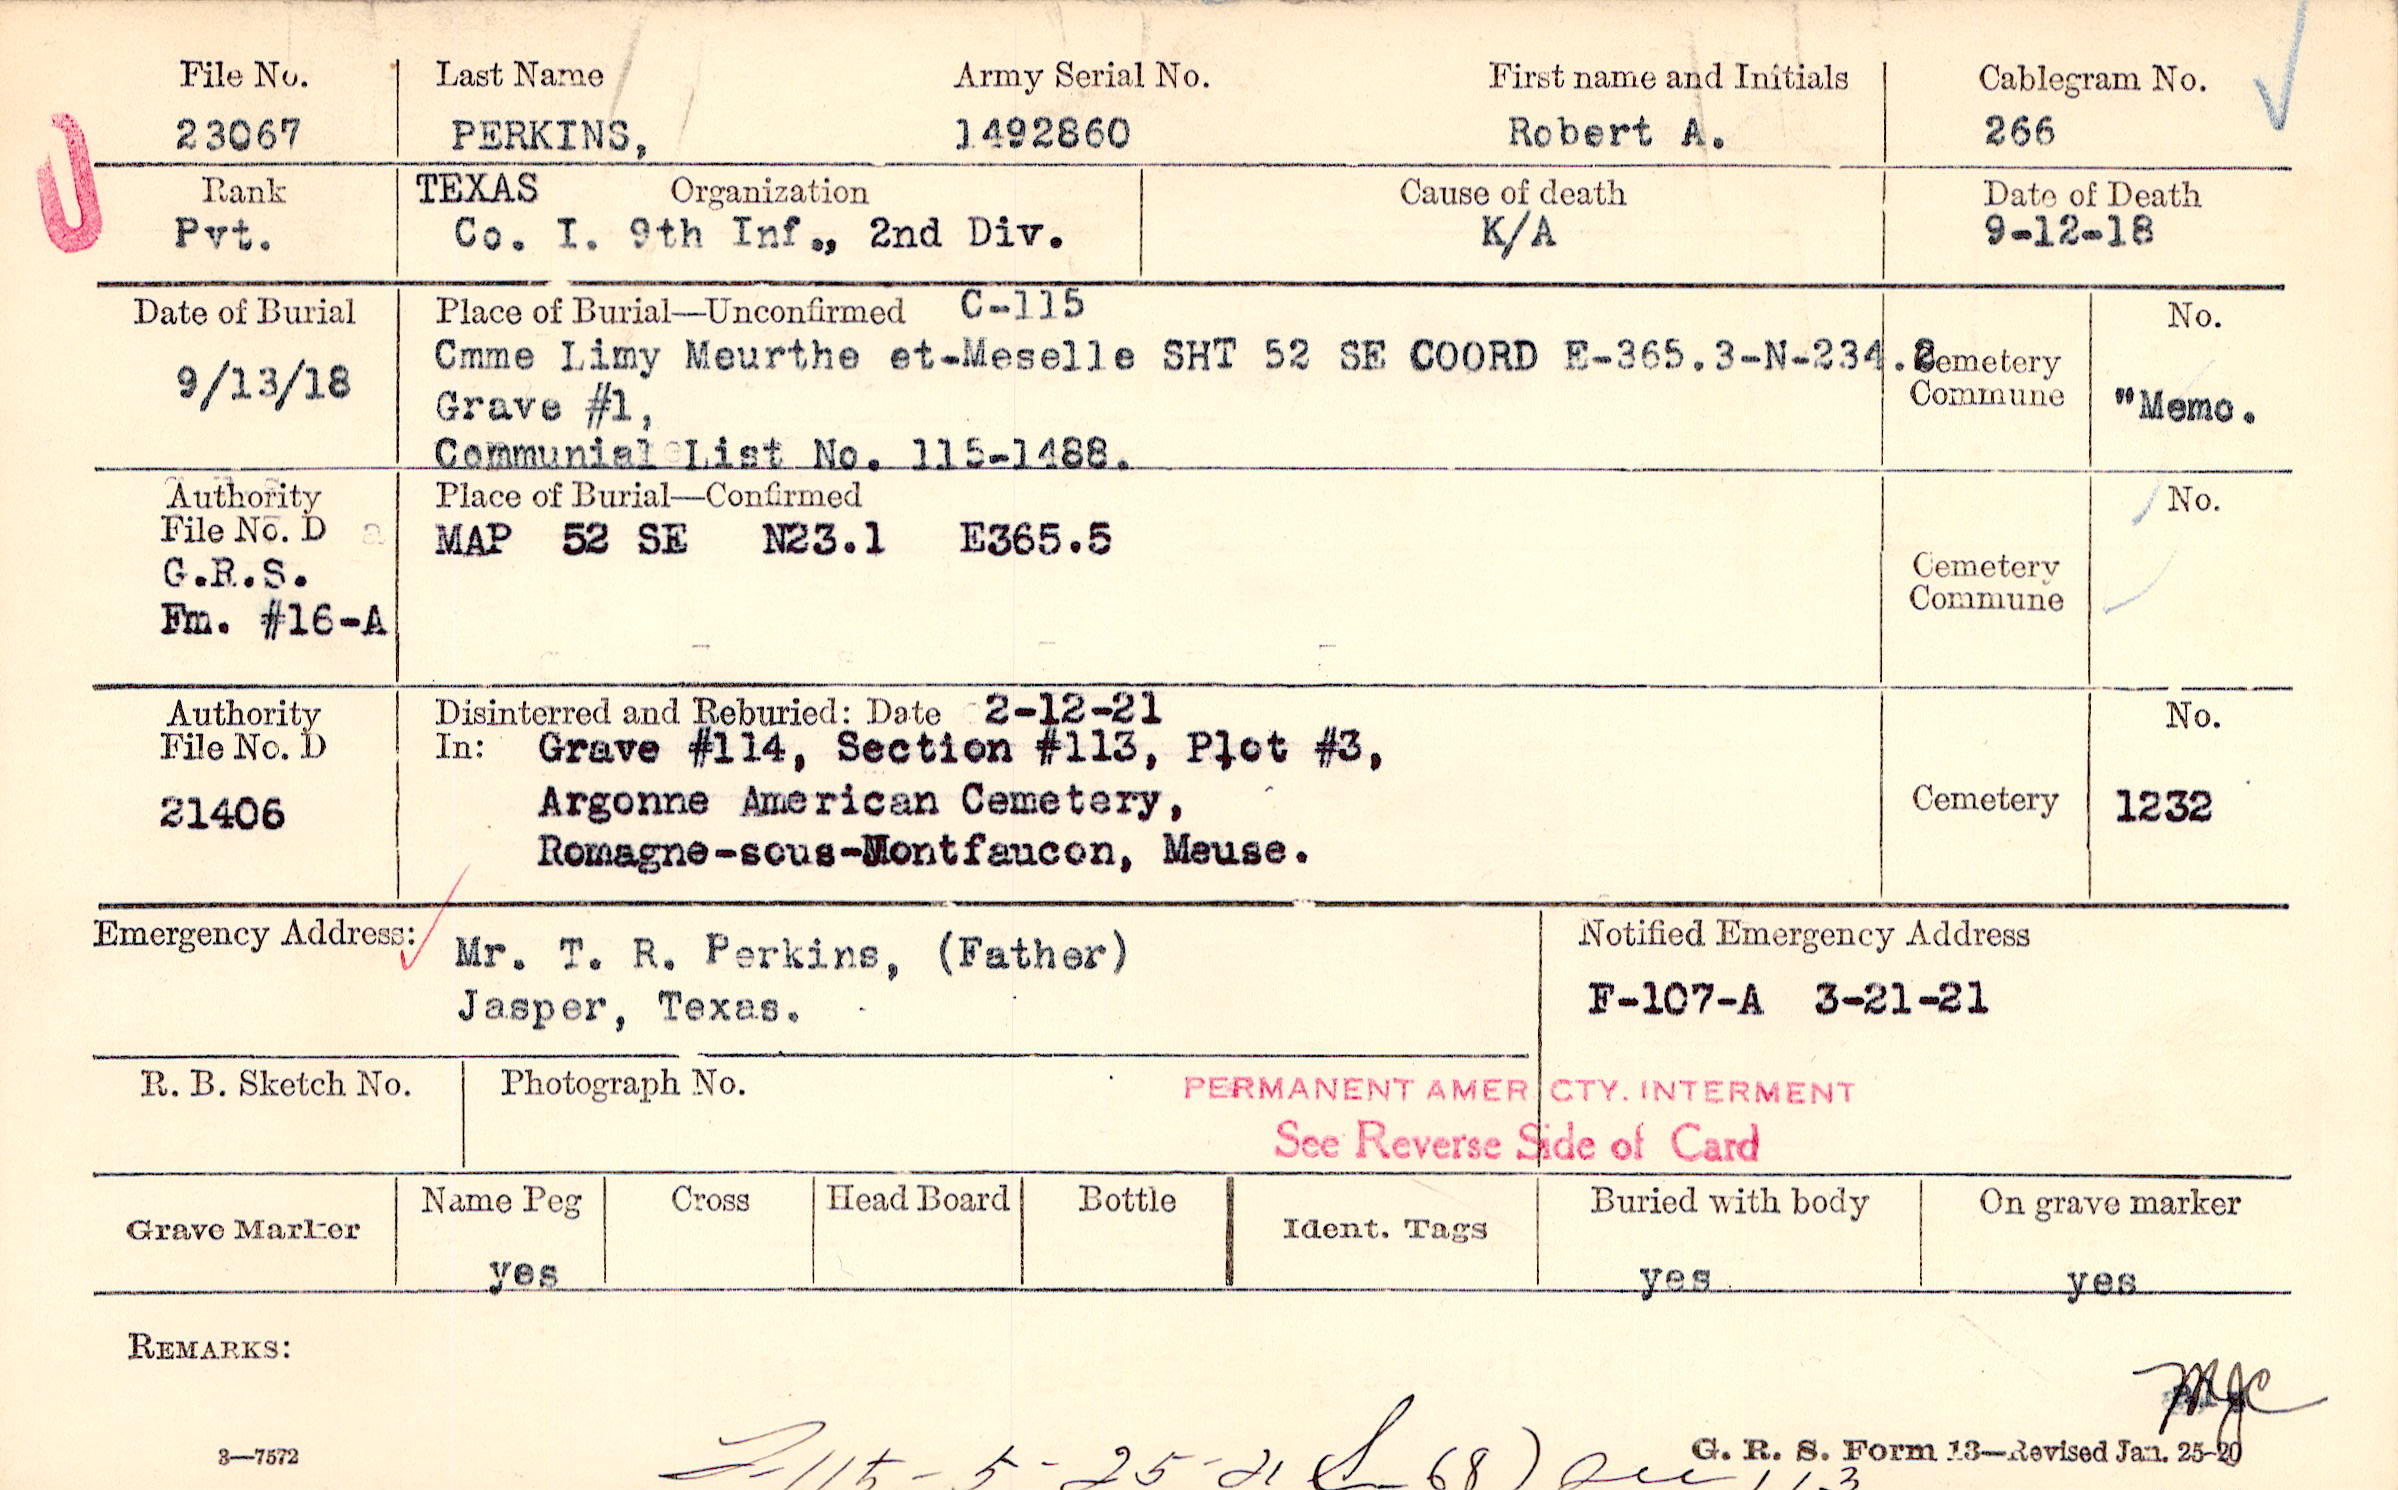 File No. Last Name Army Serial No. First name and Initials Cablegram No.
23067 PERKINS, 1492860 Robert A. 266
Rank TEXAS Organization Cause of death Date of Death
Pvt. Co. I. 9th Inf., 2nd Div. K/A 9-12-18
Date of Burial Place of Burial—Unconfirmed C-115 No.
Cmme Limy Meurthe et-Meselle SHT 52 SE COORD E-365.3-N-234.2 Cemetery
9/13/18 Grave #1, Commune "Memo.
Communial List No. 115-1488.
Authority Place of Burial—Confirmed No.
File No. D MAP 52 SE N23.1 E365.5
G.R.S. Cemetery
Fm. #16-A Commune
Authority Disinterred and Reburied: Date 2-12-21 No.
File No. D In: Grave #114, Section #113, Plot #3,
21406 Argonne American Cemetery, Cemetery 1232
Romagne-sous-Montfaucon, Meuse.
Emergency Address: Mr. T. R. Perkins, (Father) Notified Emergency Address
Jasper, Texas. F-107-A 3-21-21
R. B. Sketch No. Photograph No. PERMANENT AMER CTY. INTERMENT
See Reverse Side of Card
Grave Marker Name Peg Cross Head Board Bottle Ident. Tags Buried with body On grave marker
yes yes yes
REMARKS:
MJC
3—7572 G. R. S. Form 13—Revised Jan. 25-20
115-5-25-21 68) 113